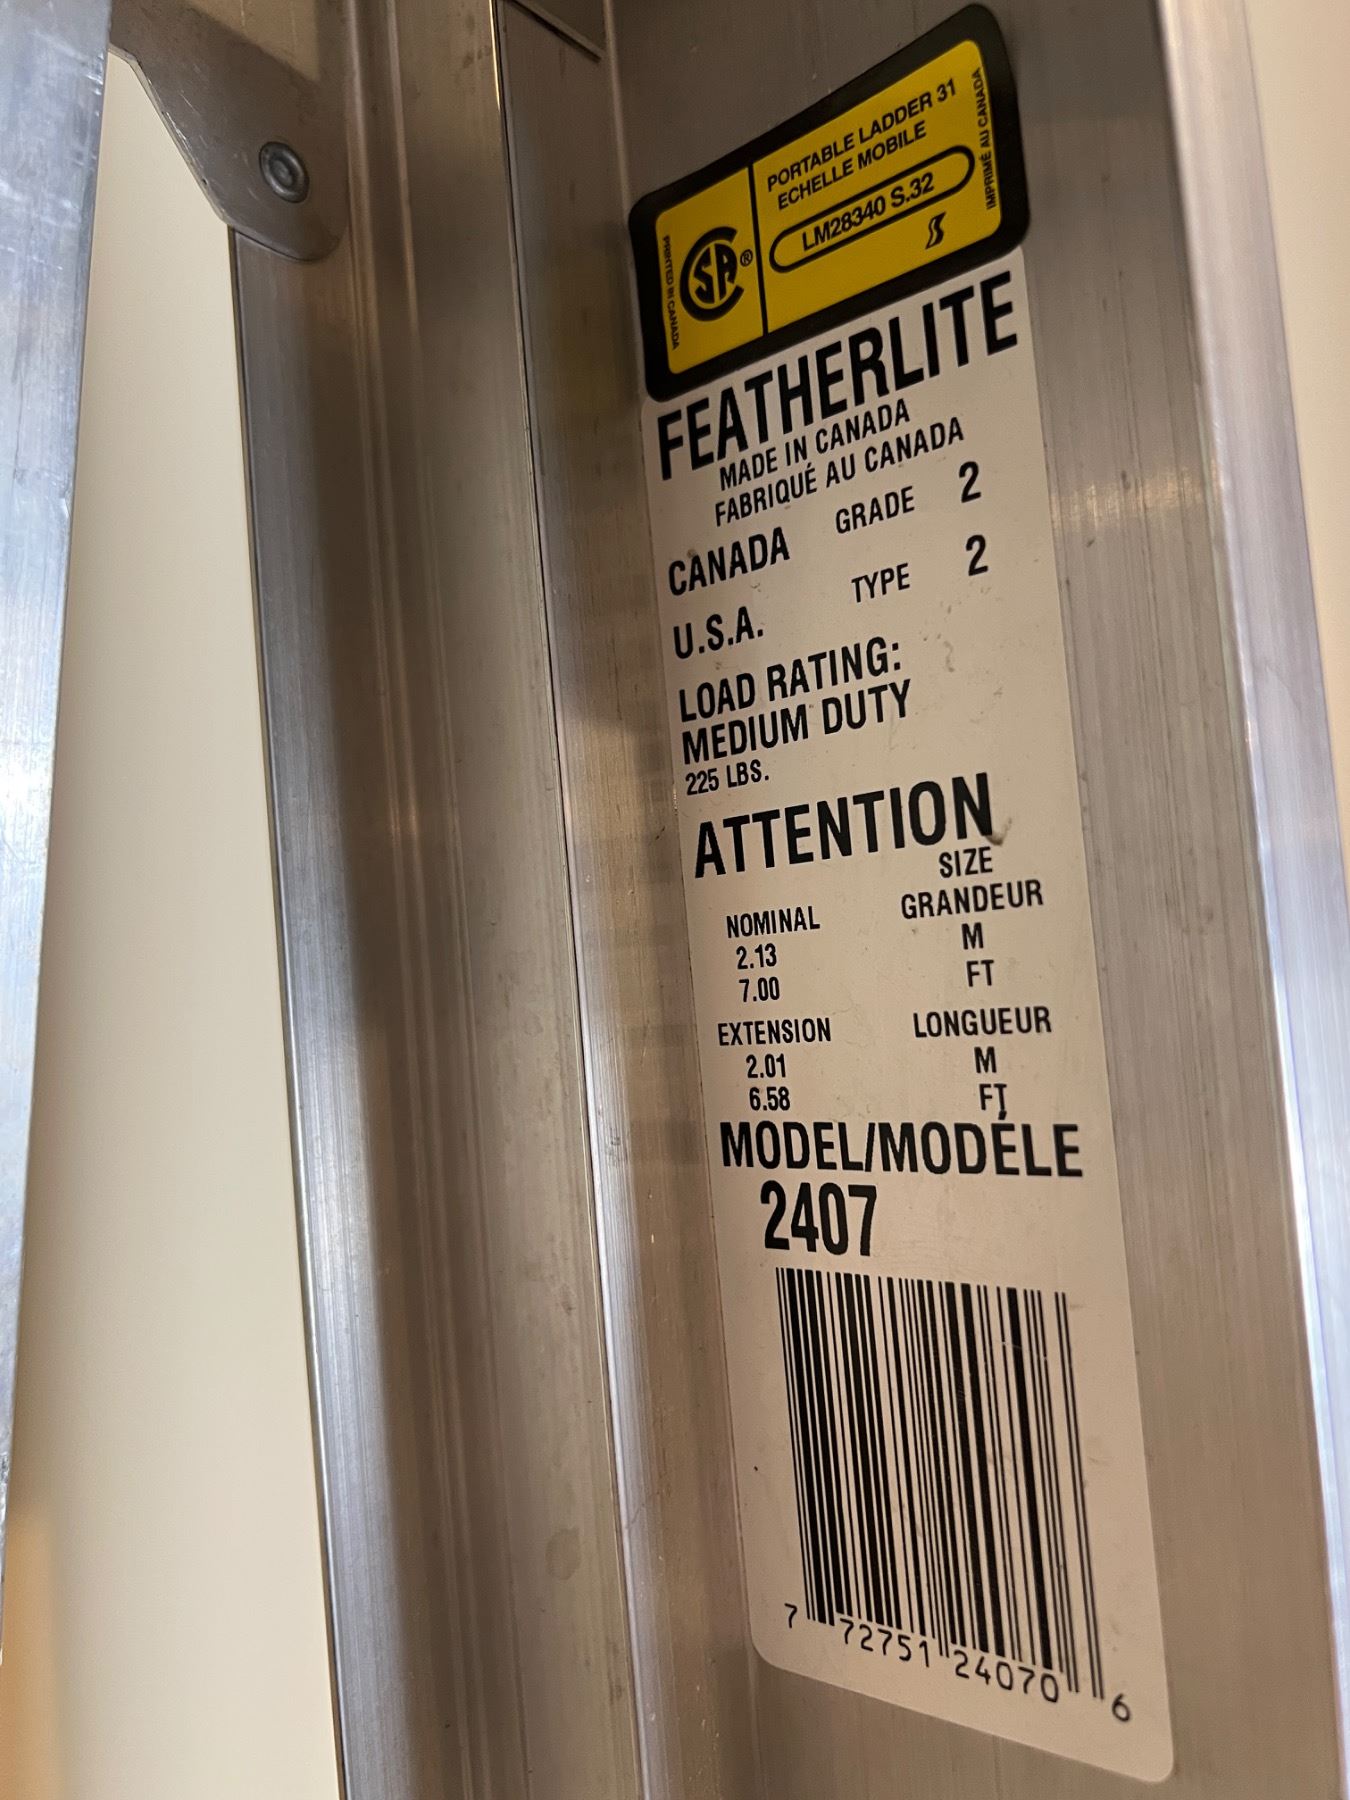 PORTABLE LADDER 31
ECHELLE MOBILE
LM28340 S.32
PRINTED IN CANADA
CSA®
IMPRIMÉ AU CANADA
FEATHERLITE
MADE IN CANADA
FABRIQUÉ AU CANADA
CANADA GRADE 2
U.S.A. TYPE 2
LOAD RATING:
MEDIUM DUTY
225 LBS.
ATTENTION
SIZE
NOMINAL GRANDEUR
2.13 M
7.00 FT
EXTENSION LONGUEUR
2.01 M
6.58 FT
MODEL/MODÉLE
2407
7 72751 24070 6